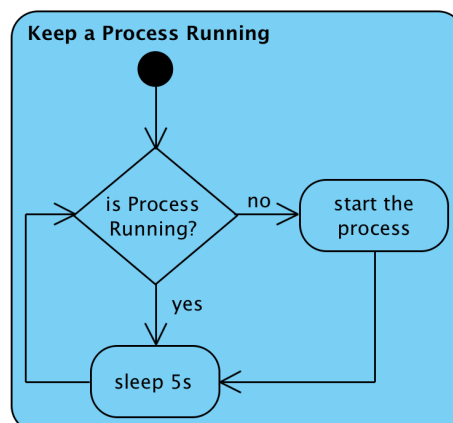 Keep a Process Running
is Process
Running?
no
start the
process
yes
sleep 5s